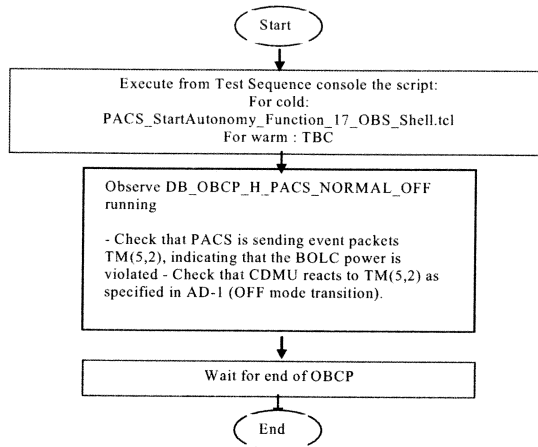 Start
Execute from Test Sequence console the script:
For cold:
PACS_StartAutonomy_Function_17_OBS_Shell.tcl
For warm : TBC
Observe DB_OBCP_H_PACS_NORMAL_OFF
running
- Check that PACS is sending event packets
TM(5,2), indicating that the BOLC power is
violated - Check that CDMU reacts to TM(5,2) as
specified in AD-1 (OFF mode transition).
Wait for end of OBCP
End